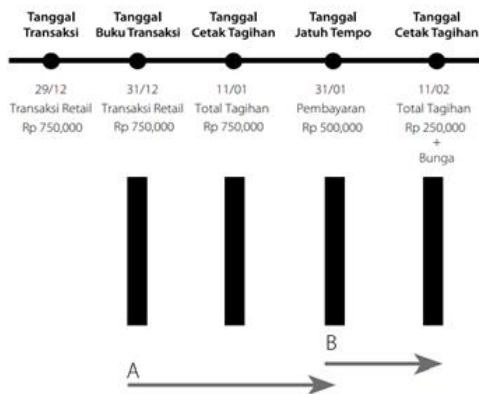 Tanggal
Transaksi
Tanggal
Buku Transaksi
Tanggal
Cetak Tagihan
Tanggal
Jatuh Tempo
Tanggal
Cetak Tagihan
29/12
Transaksi Retail
Rp 750,000
31/12
Transaksi Retail
Rp 750,000
11/01
Total Tagihan
Rp 750,000
31/01
Pembayaran
Rp 500,000
11/02
Total Tagihan
Rp 250,000
+
Bunga
A
B